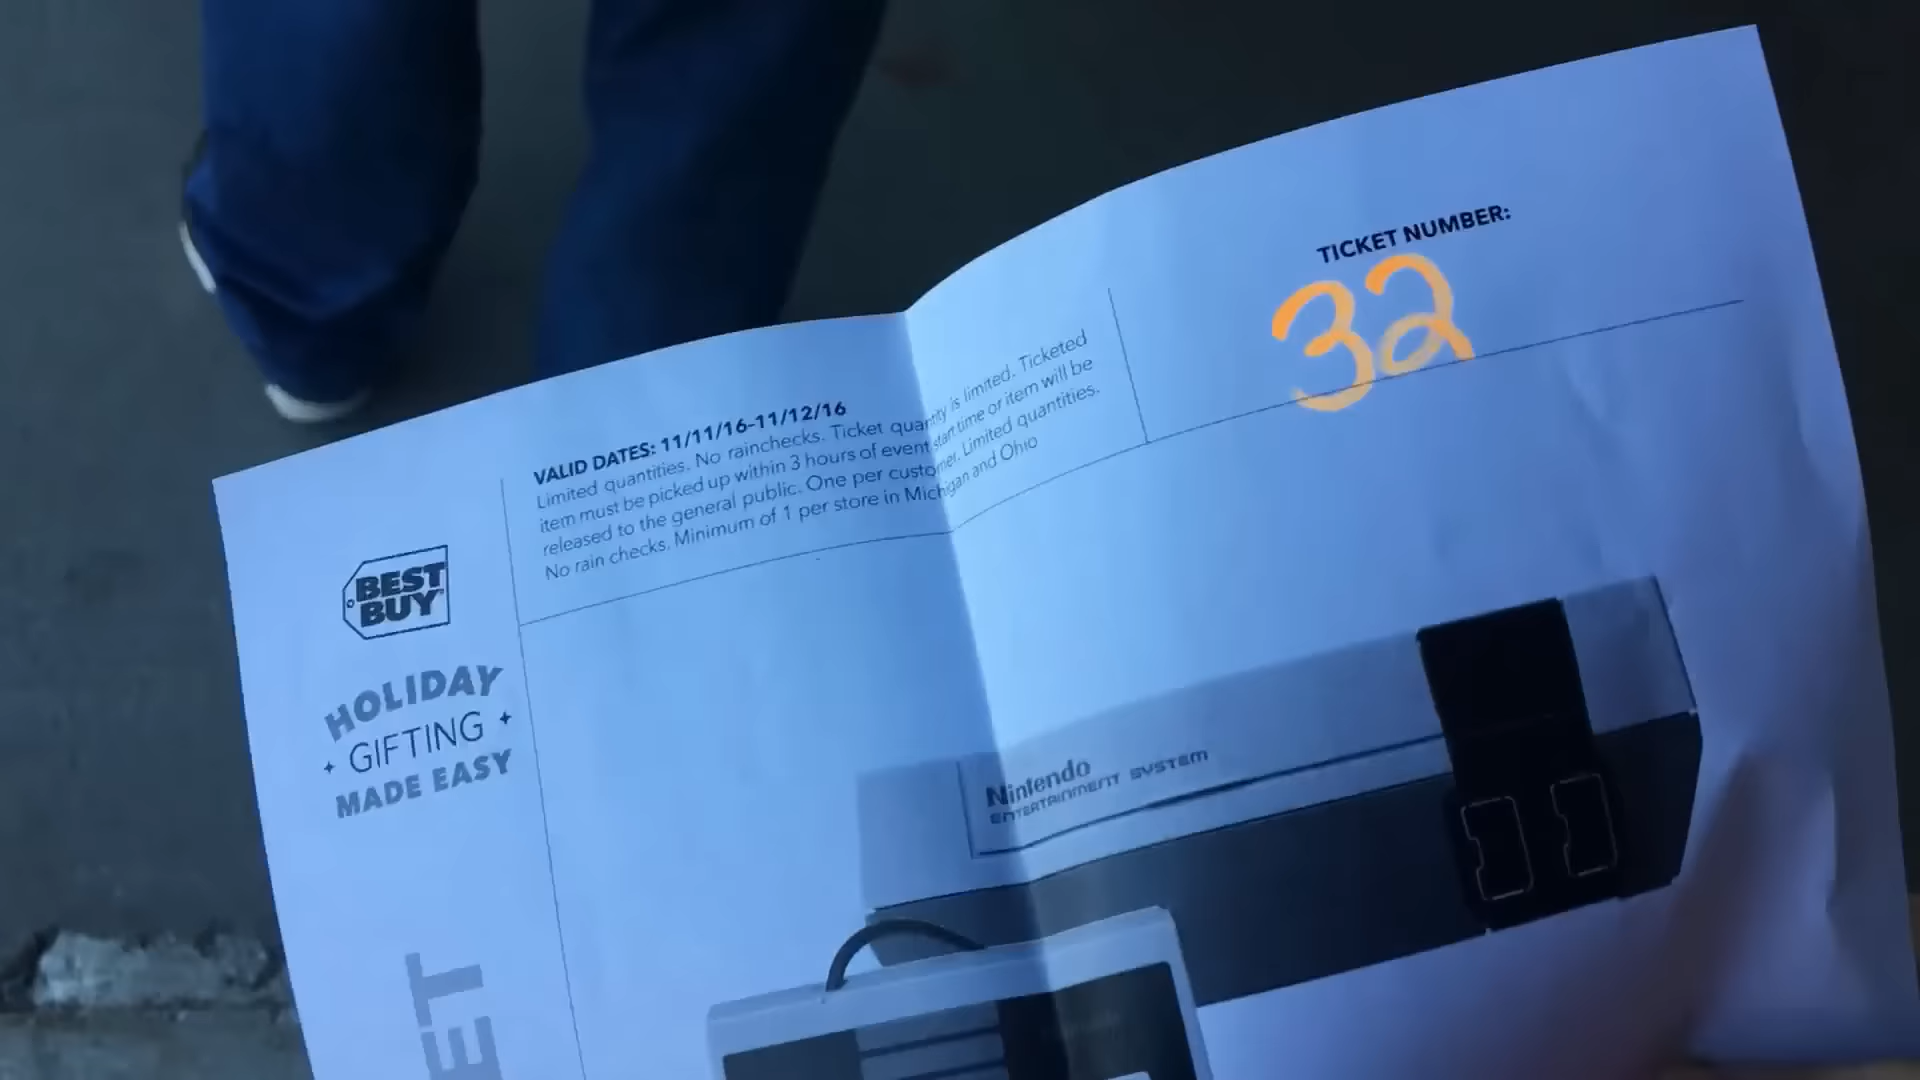 TICKET NUMBER:
32
VALID DATES: 11/11/16-11/12/16
Limited quantities. No rainchecks. Ticket quantity is limited. Ticketed
item must be picked up within 3 hours of event start time or item will be
released to the general public. One per customer. Limited quantities.
No rain checks. Minimum of 1 per store in Michigan and Ohio
BEST
BUY
HOLIDAY
GIFTING
MADE EASY
Nintendo
ENTERTAINMENT SYSTEM
ET